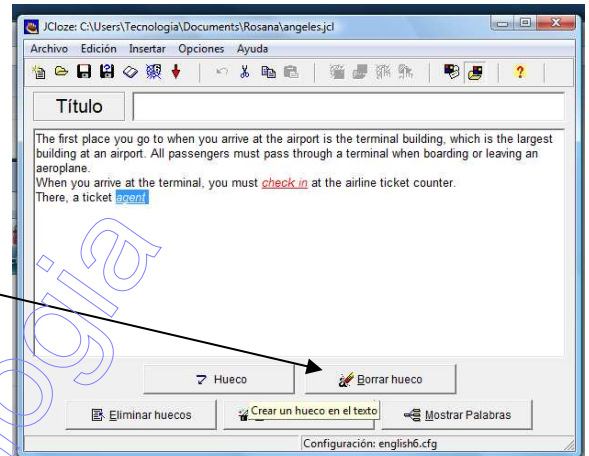 JCloze: C:\Users\Tecnologia\Documents\Rosana\angeles.jcl
Archivo Edición Insertar Opciones Ayuda
Título
The first place you go to when you arrive at the airport is the terminal building, which is the largest
building at an airport. All passengers must pass through a terminal when boarding or leaving an
aeroplane.
When you arrive at the terminal, you must check in at the airline ticket counter.
There, a ticket agent
Hueco Borrar hueco
Eliminar huecos Crear un hueco en el texto Mostrar Palabras
Configuración: english6.cfg
ogia